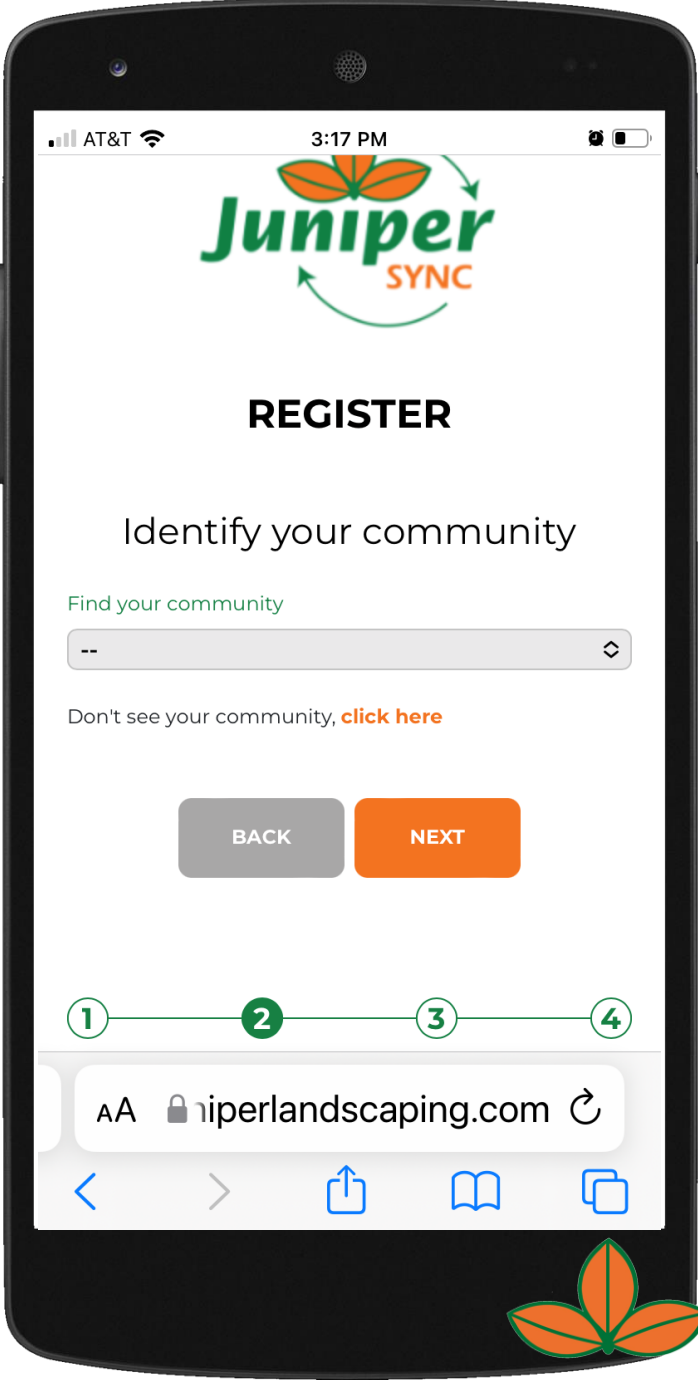 AT&T 3:17 PM
Juniper
SYNC
REGISTER
Identify your community
Find your community
--
Don't see your community, click here
BACK NEXT
1 2 3 4
AA niperlandscaping.com